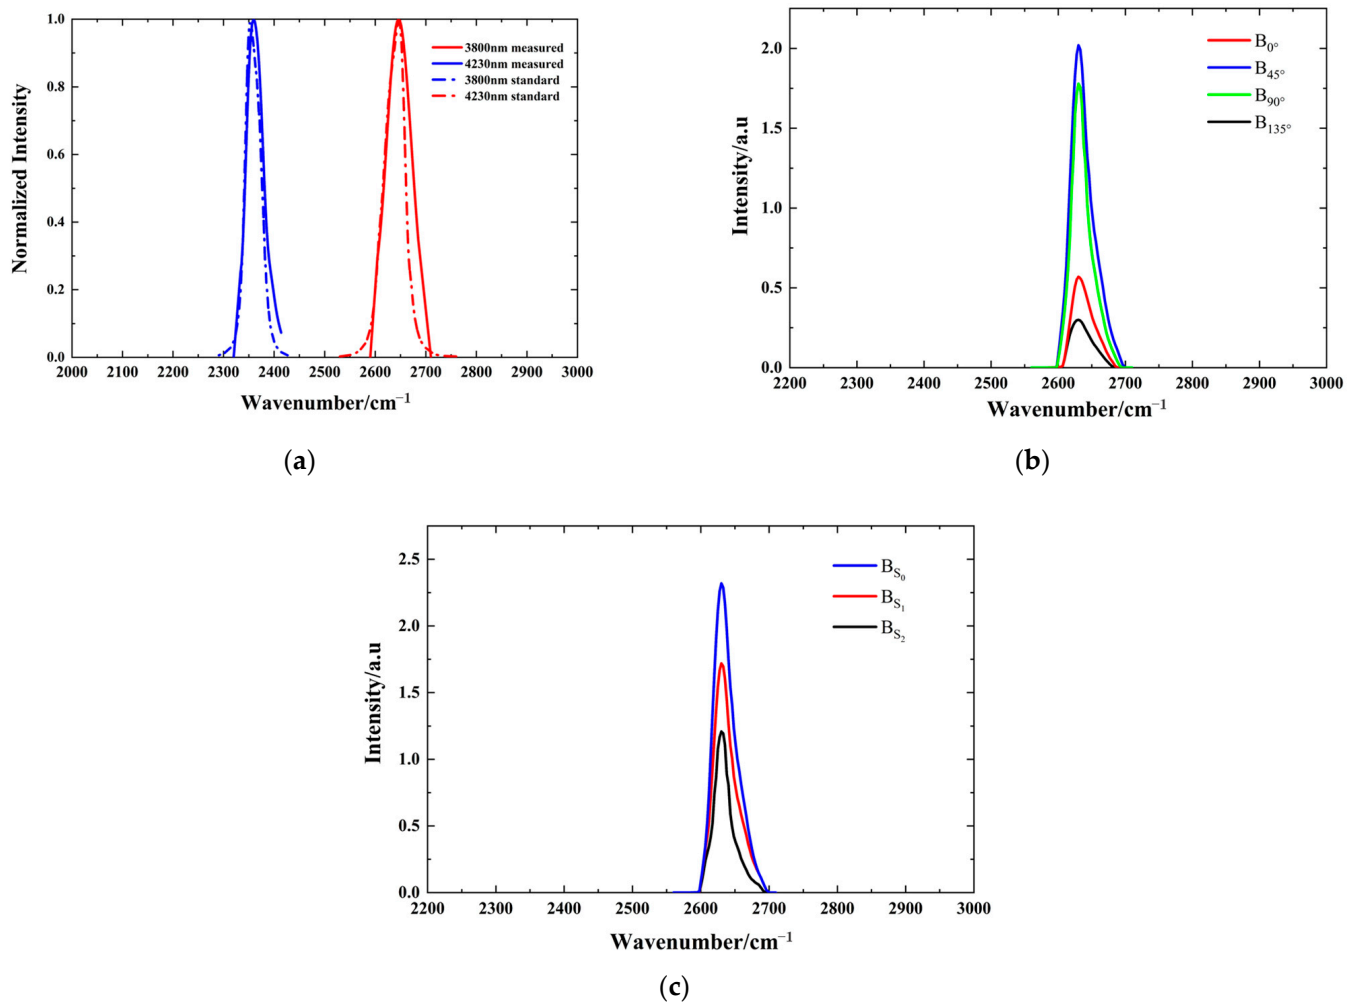 1.0
0.8
0.6
0.4
0.2
0.0
Normalized Intensity
3800nm measured
4230nm measured
3800nm standard
4230nm standard
2000 2100 2200 2300 2400 2500 2600 2700 2800 2900 3000
Wavenumber/cm⁻¹
(a)
2.0
1.5
1.0
0.5
0.0
Intensity/a.u
B0°
B45°
B90°
B135°
2200 2300 2400 2500 2600 2700 2800 2900 3000
Wavenumber/cm⁻¹
(b)
2.5
2.0
1.5
1.0
0.5
0.0
Intensity/a.u
BS0
BS1
BS2
2200 2300 2400 2500 2600 2700 2800 2900 3000
Wavenumber/cm⁻¹
(c)